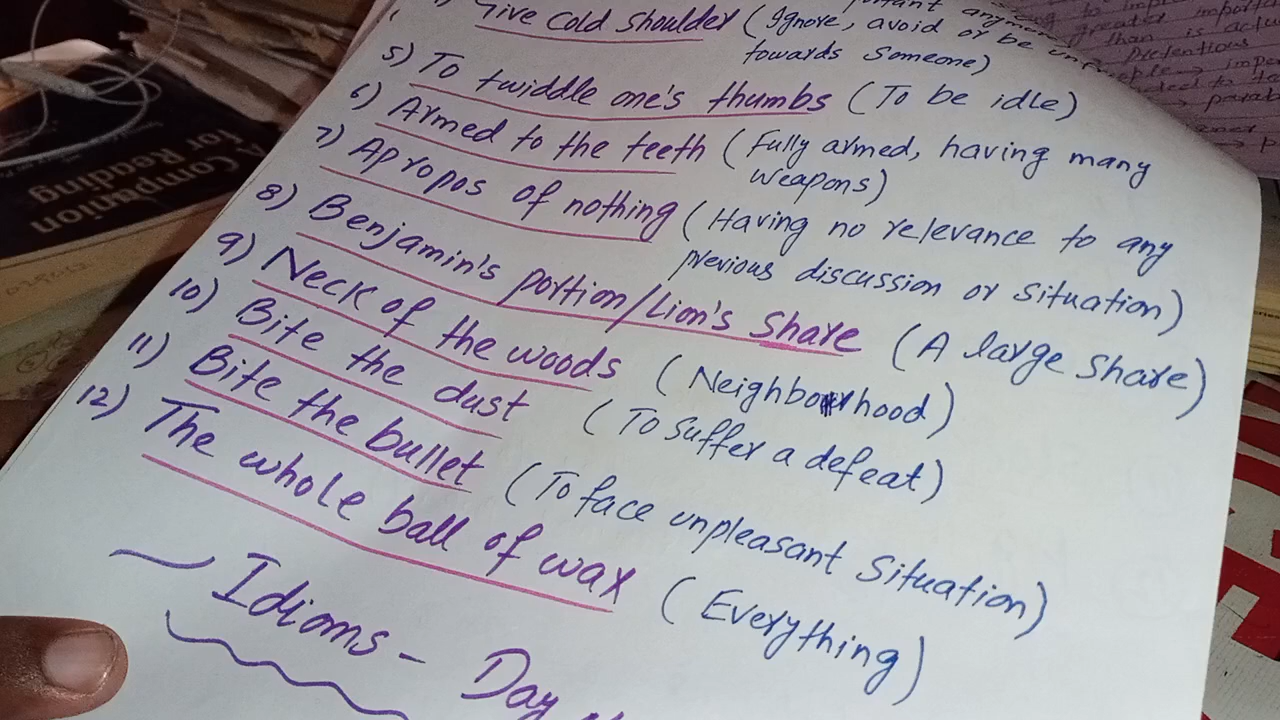 Give Cold Shoulder (Ignore, avoid or be
towards Someone)
5) To twiddle one's thumbs (To be idle)
6) Armed to the teeth (Fully armed, having many
weapons)
7) Apropos of nothing (Having no relevance to any
previous discussion or Situation)
8) Benjamin's portion/Lion's Share (A large Share)
9) Neck of the woods (Neighbourhood)
10) Bite the dust (To Suffer a defeat)
11) Bite the bullet (To face unpleasant Situation)
12) The whole ball of wax (Everything)
Idioms - Day
A Companion
for Reading
than is
Pretentious